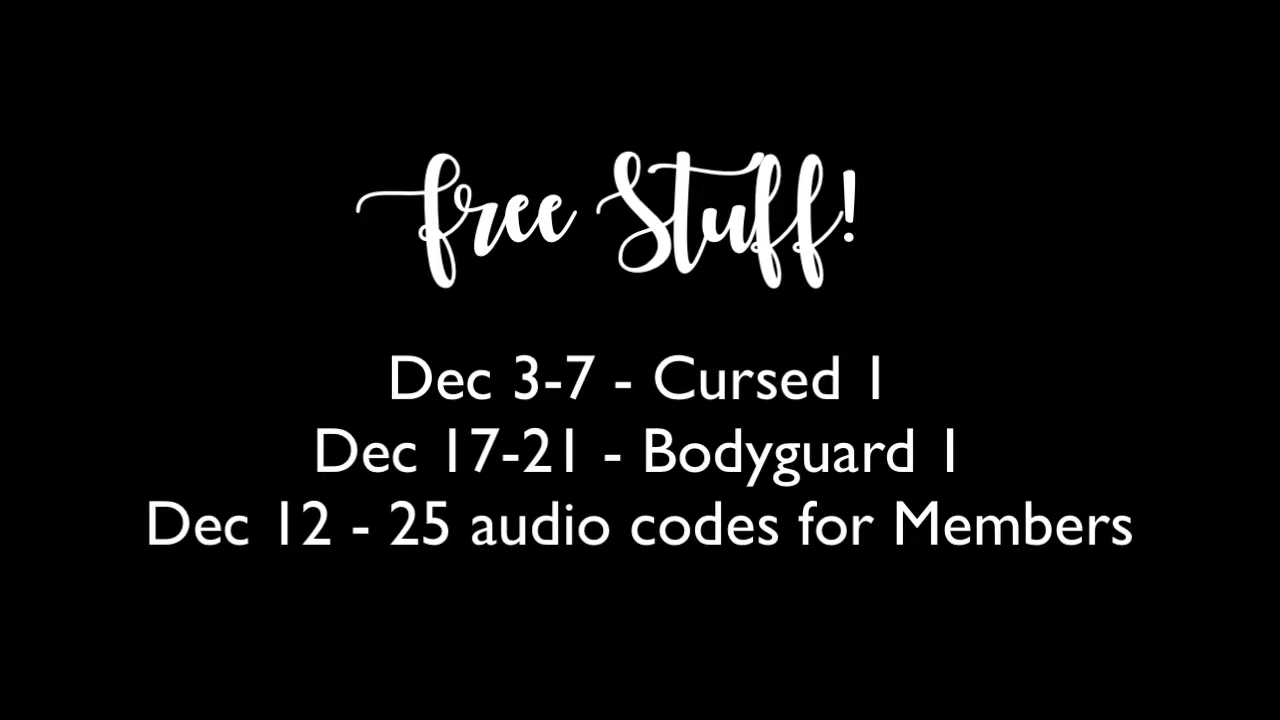 free Stuff!
Dec 3-7 - Cursed 1
Dec 17-21 - Bodyguard 1
Dec 12 - 25 audio codes for Members